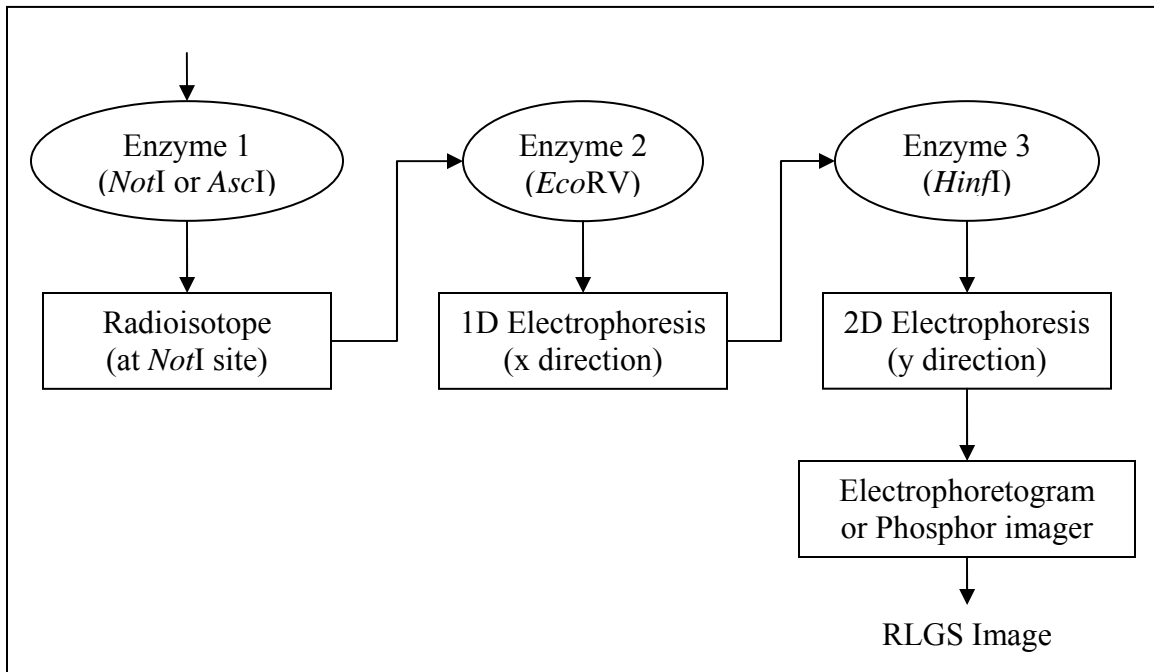 Enzyme 1
(NotI or AscI)
Radioisotope
(at NotI site)
Enzyme 2
(EcoRV)
1D Electrophoresis
(x direction)
Enzyme 3
(HinfI)
2D Electrophoresis
(y direction)
Electrophoretogram
or Phosphor imager
RLGS Image